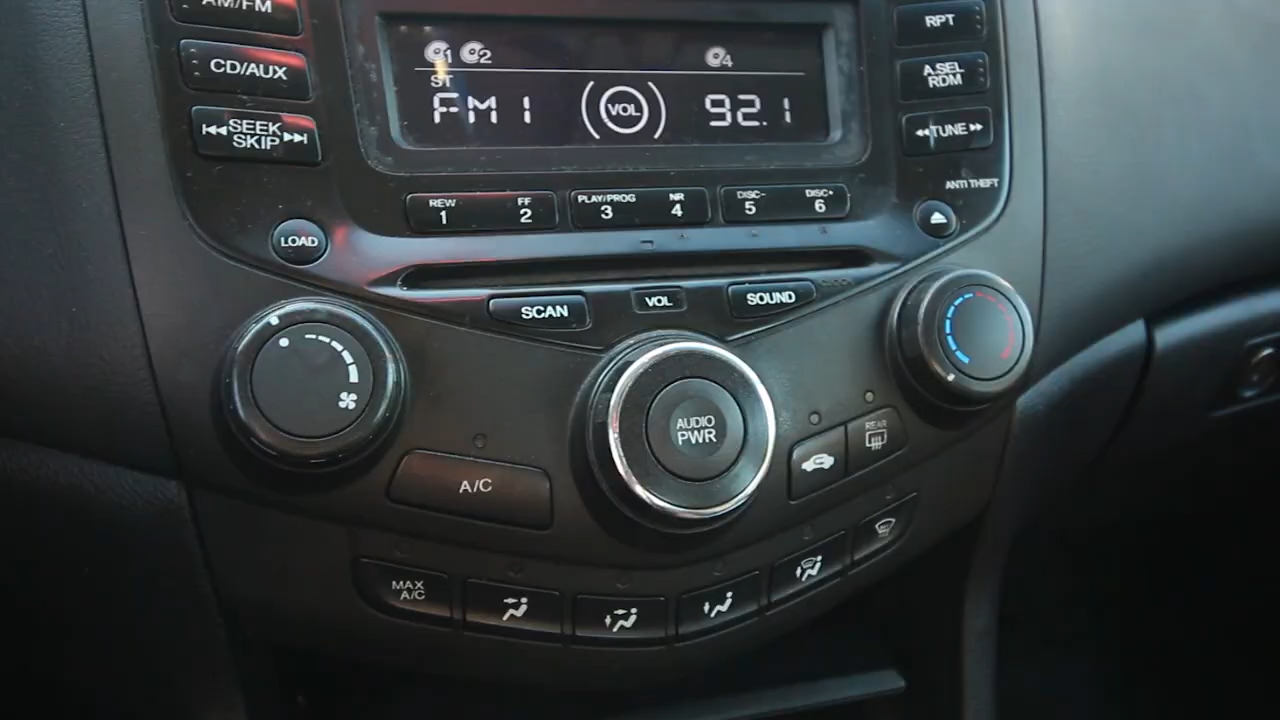 AM/FM
CD/AUX
SEEK
SKIP
LOAD
1 2 4
ST
FM1 VOL 92.1
RPT
A.SEL
RDM
TUNE
ANTI THEFT
REW FF PLAY/PROG NR DISC- DISC+
1 2 3 4 5 6
SCAN VOL SOUND
CLOCK
AUDIO
PWR
A/C
REAR
MAX
A/C